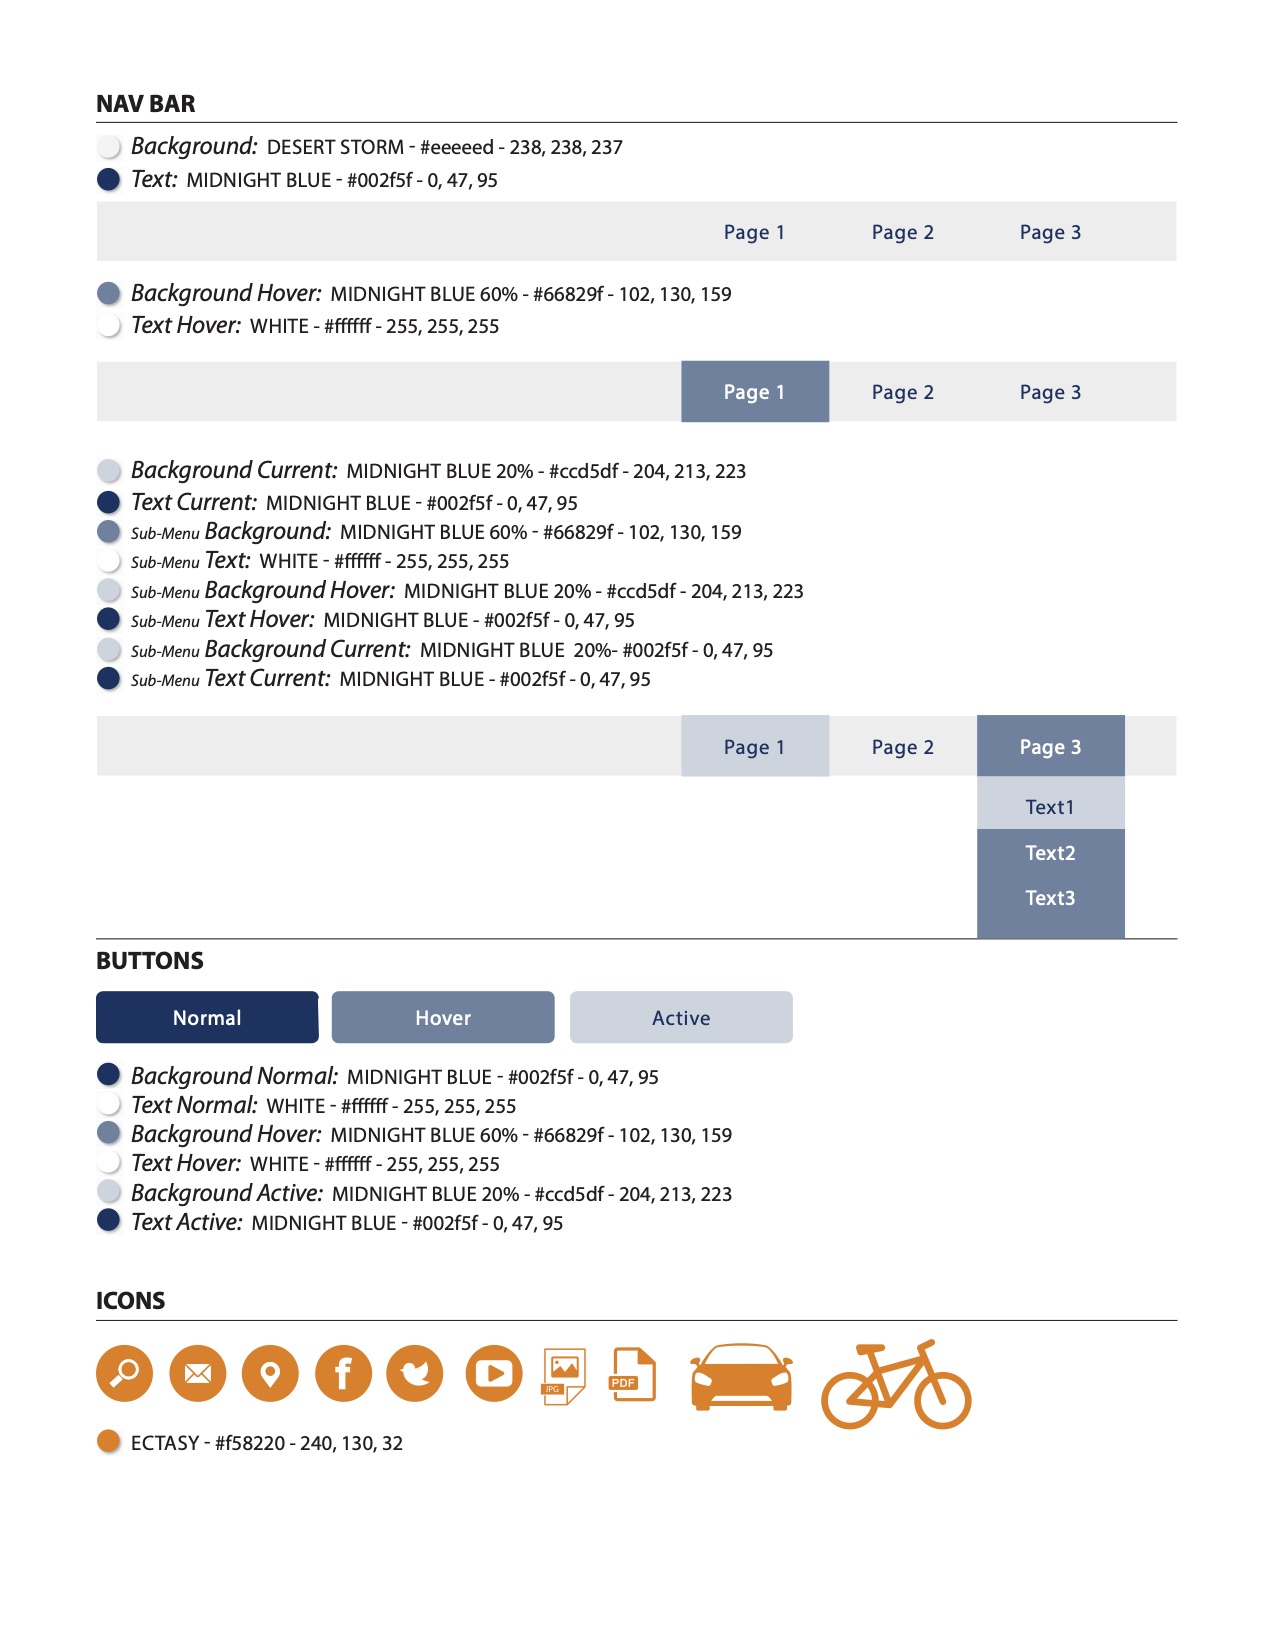 NAV BAR
Background: DESERT STORM - #eeeeed - 238, 238, 237
Text: MIDNIGHT BLUE - #002f5f - 0, 47, 95
Page 1 Page 2 Page 3
Background Hover: MIDNIGHT BLUE 60% - #66829f - 102, 130, 159
Text Hover: WHITE - #ffffff - 255, 255, 255
Page 1 Page 2 Page 3
Background Current: MIDNIGHT BLUE 20% - #ccd5df - 204, 213, 223
Text Current: MIDNIGHT BLUE - #002f5f - 0, 47, 95
Sub-Menu Background: MIDNIGHT BLUE 60% - #66829f - 102, 130, 159
Sub-Menu Text: WHITE - #ffffff - 255, 255, 255
Sub-Menu Background Hover: MIDNIGHT BLUE 20% - #ccd5df - 204, 213, 223
Sub-Menu Text Hover: MIDNIGHT BLUE - #002f5f - 0, 47, 95
Sub-Menu Background Current: MIDNIGHT BLUE 20%- #002f5f - 0, 47, 95
Sub-Menu Text Current: MIDNIGHT BLUE - #002f5f - 0, 47, 95
Page 1 Page 2 Page 3
Text1
Text2
Text3
BUTTONS
Normal Hover Active
Background Normal: MIDNIGHT BLUE - #002f5f - 0, 47, 95
Text Normal: WHITE - #ffffff - 255, 255, 255
Background Hover: MIDNIGHT BLUE 60% - #66829f - 102, 130, 159
Text Hover: WHITE - #ffffff - 255, 255, 255
Background Active: MIDNIGHT BLUE 20% - #ccd5df - 204, 213, 223
Text Active: MIDNIGHT BLUE - #002f5f - 0, 47, 95
ICONS
f JPG PDF
ECTASY - #f58220 - 240, 130, 32